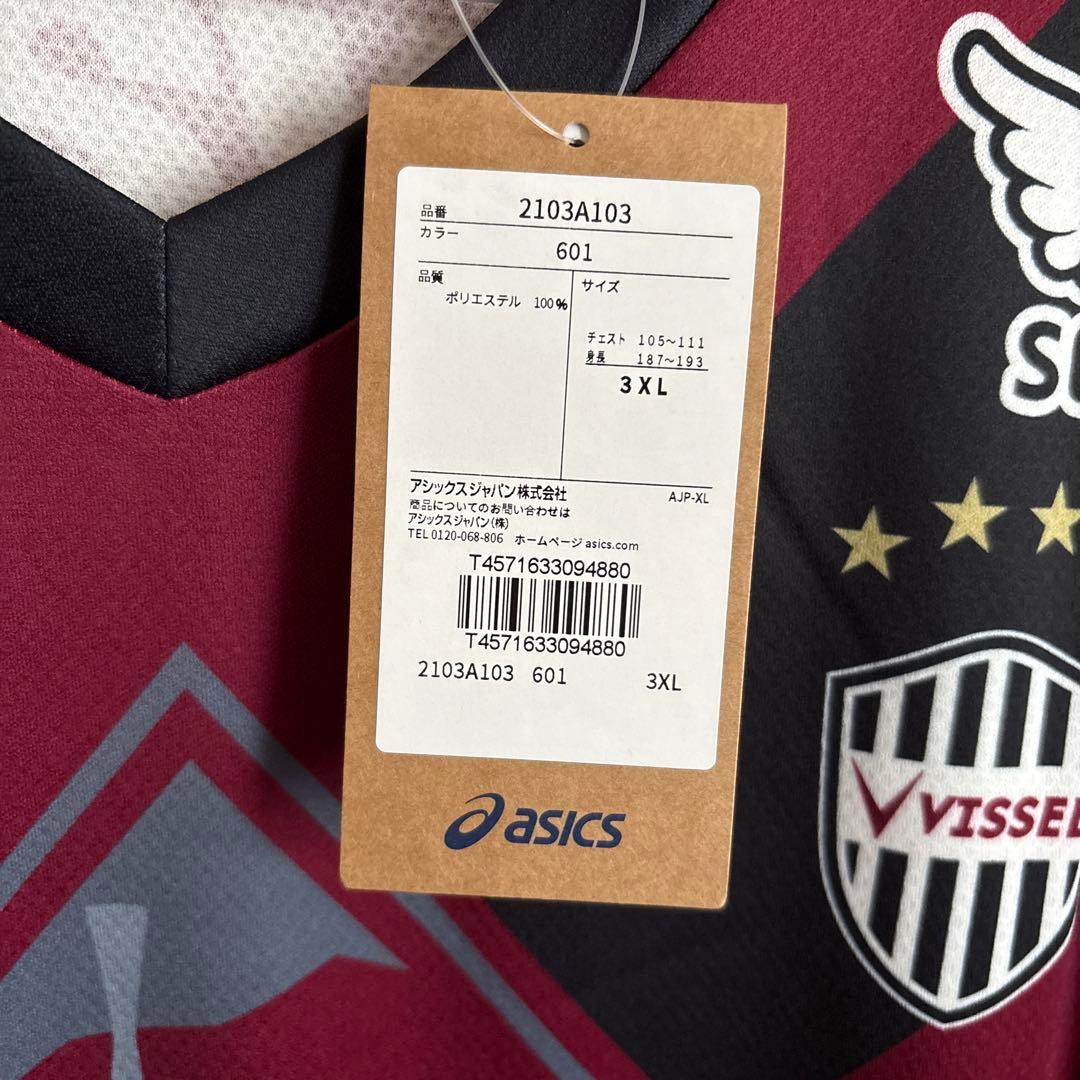 品番 2103A103
カラー
601
品質
ポリエステル 100%
サイズ
チェスト 105~111
身長 187~193
3XL
アシックスジャパン株式会社
AJP-XL
商品についてのお問い合わせは
アシックスジャパン(株)
TEL 0120-068-806 ホームページ asics.com
T4571633094880
T4571633094880
2103A103 601 3XL
asics
VISSEL